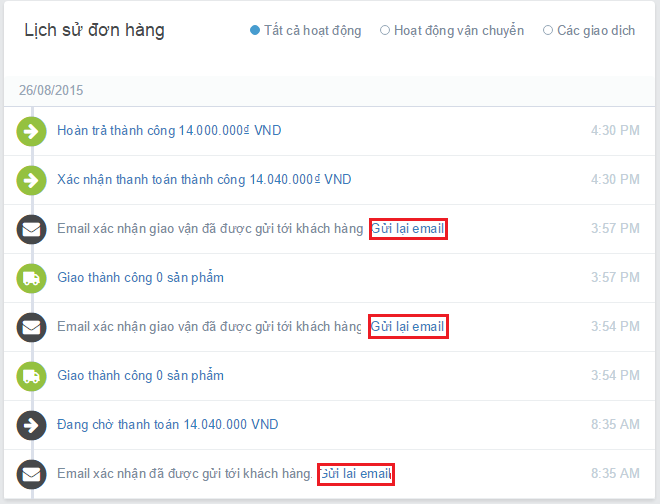 Lịch sử đơn hàng
Tất cả hoạt động Hoạt động vận chuyển Các giao dịch
26/08/2015
Hoàn trả thành công 14.000.000₫ VND 4:30 PM
Xác nhận thanh toán thành công 14.040.000₫ VND 4:30 PM
Email xác nhận giao vận đã được gửi tới khách hàng Gửi lại email 3:57 PM
Giao thành công 0 sản phẩm 3:57 PM
Email xác nhận giao vận đã được gửi tới khách hàng Gửi lại email 3:54 PM
Giao thành công 0 sản phẩm 3:54 PM
Đang chờ thanh toán 14.040.000 VND 8:35 AM
Email xác nhận đã được gửi tới khách hàng. Gửi lại email 8:35 AM